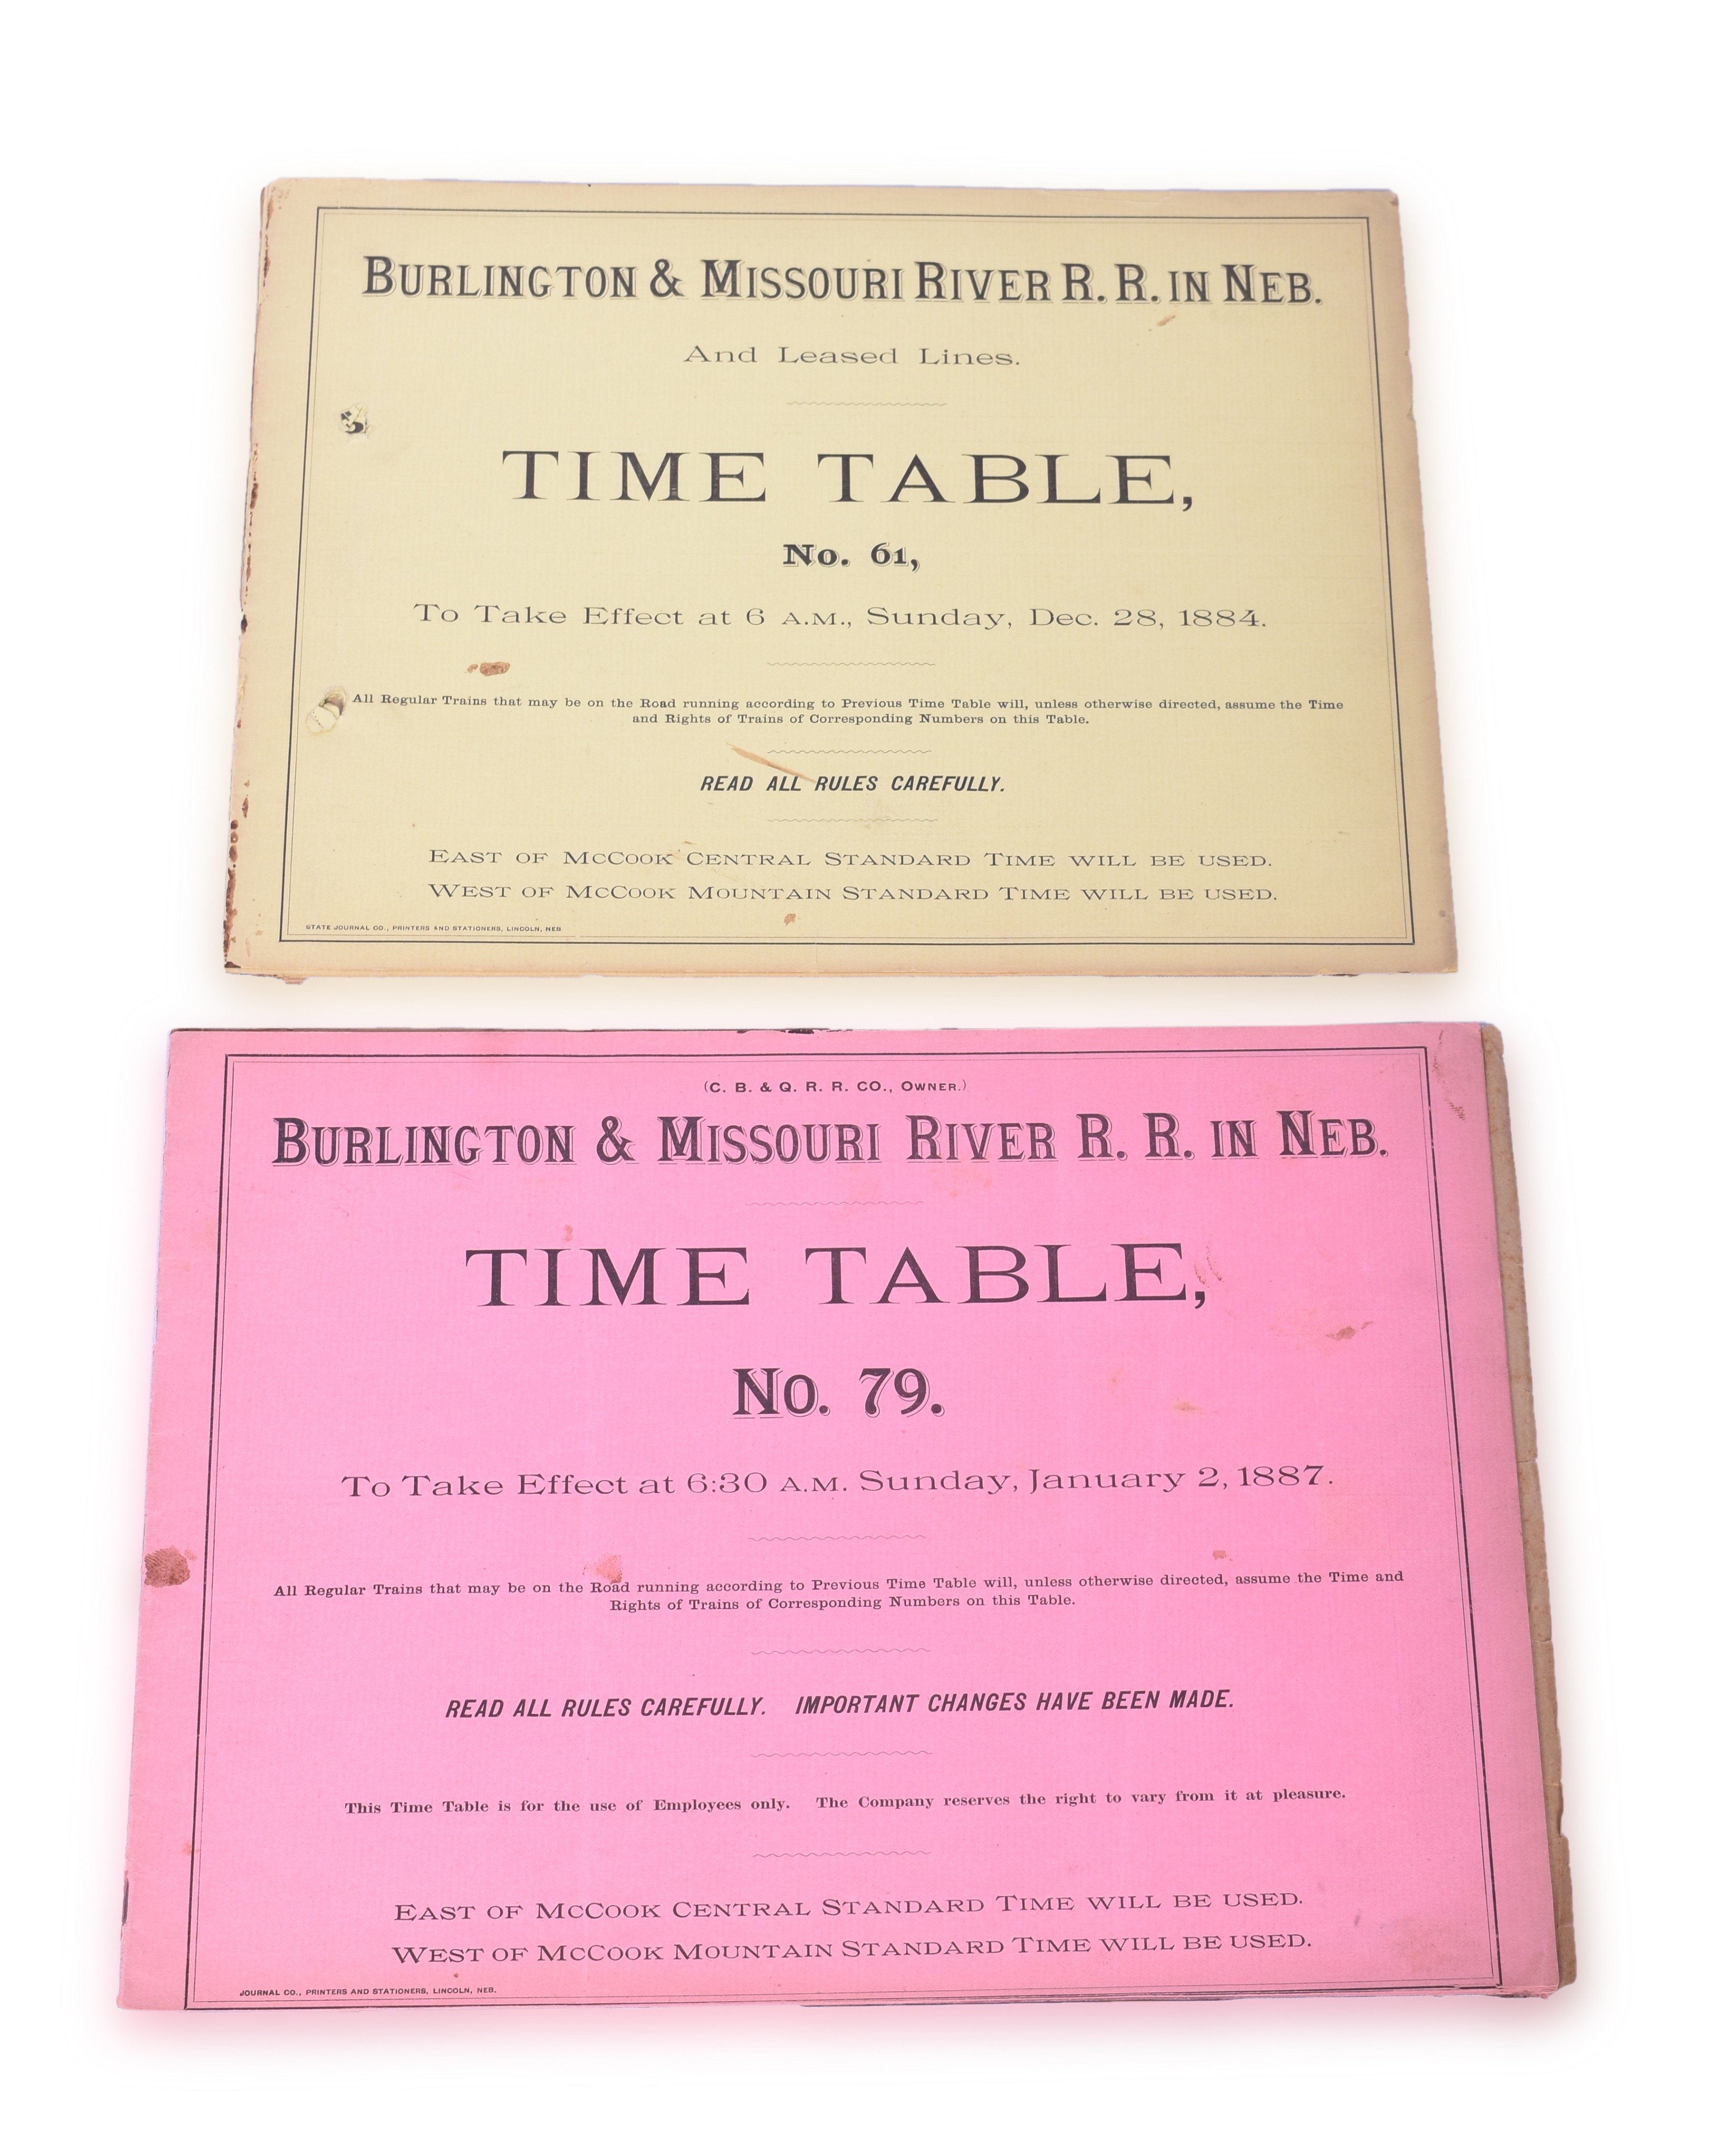 BURLINGTON & MISSOURI RIVER R. R. IN NEB.
And Leased Lines.
TIME TABLE,
No. 61,
To Take Effect at 6 A.M., Sunday, Dec. 28, 1884.
All Regular Trains that may be on the Road running according to Previous Time Table will, unless otherwise directed, assume the Time
and Rights of Trains of Corresponding Numbers on this Table.
READ ALL RULES CAREFULLY.
EAST OF MCCOOK CENTRAL STANDARD TIME WILL BE USED.
WEST OF MCCOOK MOUNTAIN STANDARD TIME WILL BE USED.
STATE JOURNAL CO., PRINTERS AND STATIONERS, LINCOLN, NEB
(C. B. & Q. R. R. CO., OWNER.)
BURLINGTON & MISSOURI RIVER R. R. IN NEB.
TIME TABLE,
No. 79.
To Take Effect at 6:30 A.M. Sunday, January 2, 1887.
All Regular Trains that may be on the Road running according to Previous Time Table will, unless otherwise directed, assume the Time and
Rights of Trains of Corresponding Numbers on this Table.
READ ALL RULES CAREFULLY. IMPORTANT CHANGES HAVE BEEN MADE.
This Time Table is for the use of Employees only. The Company reserves the right to vary from it at pleasure.
EAST OF MCCOOK CENTRAL STANDARD TIME WILL BE USED.
WEST OF MCCOOK MOUNTAIN STANDARD TIME WILL BE USED.
JOURNAL CO., PRINTERS AND STATIONERS, LINCOLN, NEB.